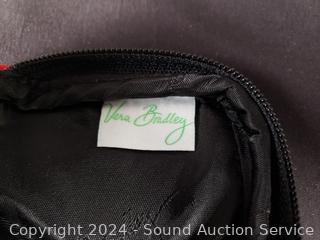 Vera Bradley
Copyright 2024 - Sound Auction Service